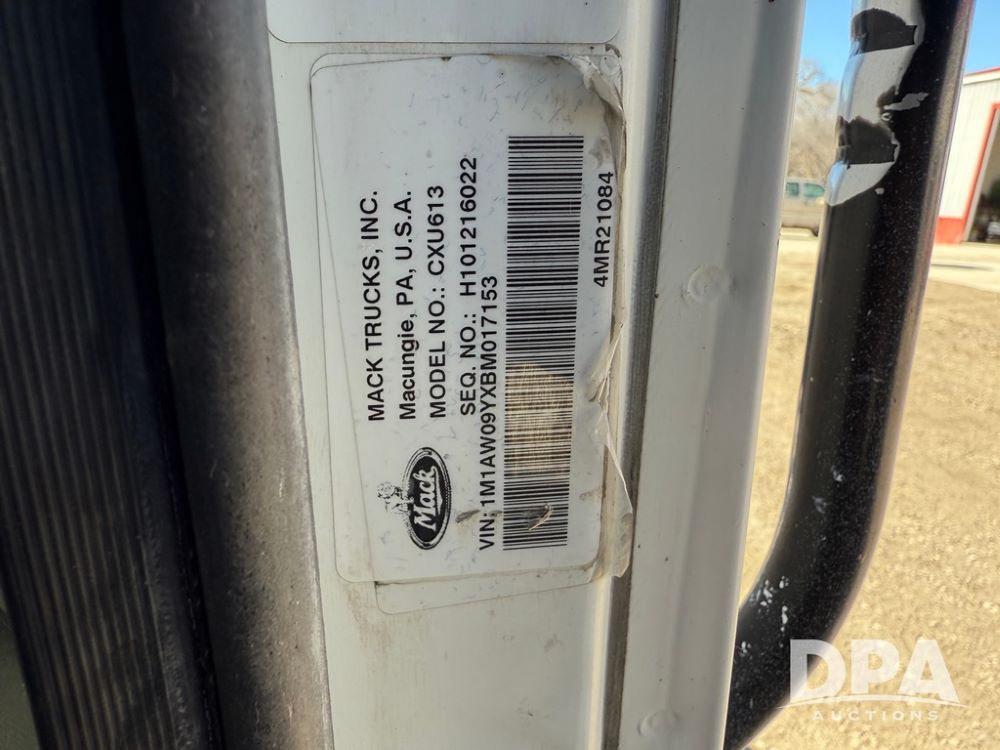 MACK TRUCKS, INC.
Macungie, PA, U.S.A.
MODEL NO.: CXU613
SEQ. NO.: H101216022
VIN: 1M1AW09YXBM017153
4MR21084
Mack
DPA
AUCTIONS